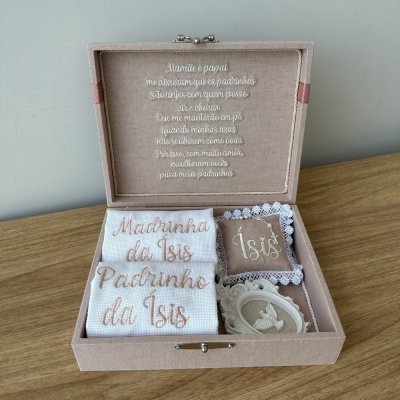 Mamãe e papai
me disseram que os padrinhos
são anjos com quem posso
rir e chorar
Que me manterão em pé
quando minhas asas
não souberem como voar
Por isso, com muito amor,
escolheram vocês
para meus padrinhos
Madrinha
da Ísis
Padrinho
da Ísis
Ísis